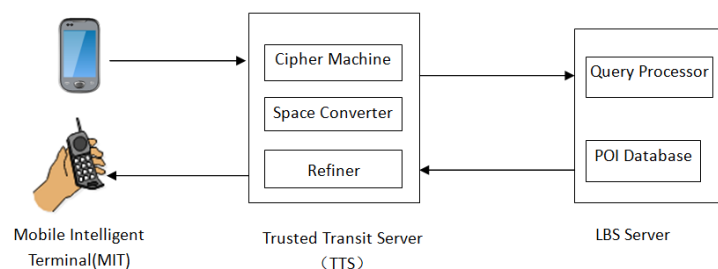 Cipher Machine
Space Converter
Refiner
Query Processor
POI Database
Mobile Intelligent
Terminal(MIT)
Trusted Transit Server
（TTS）
LBS Server